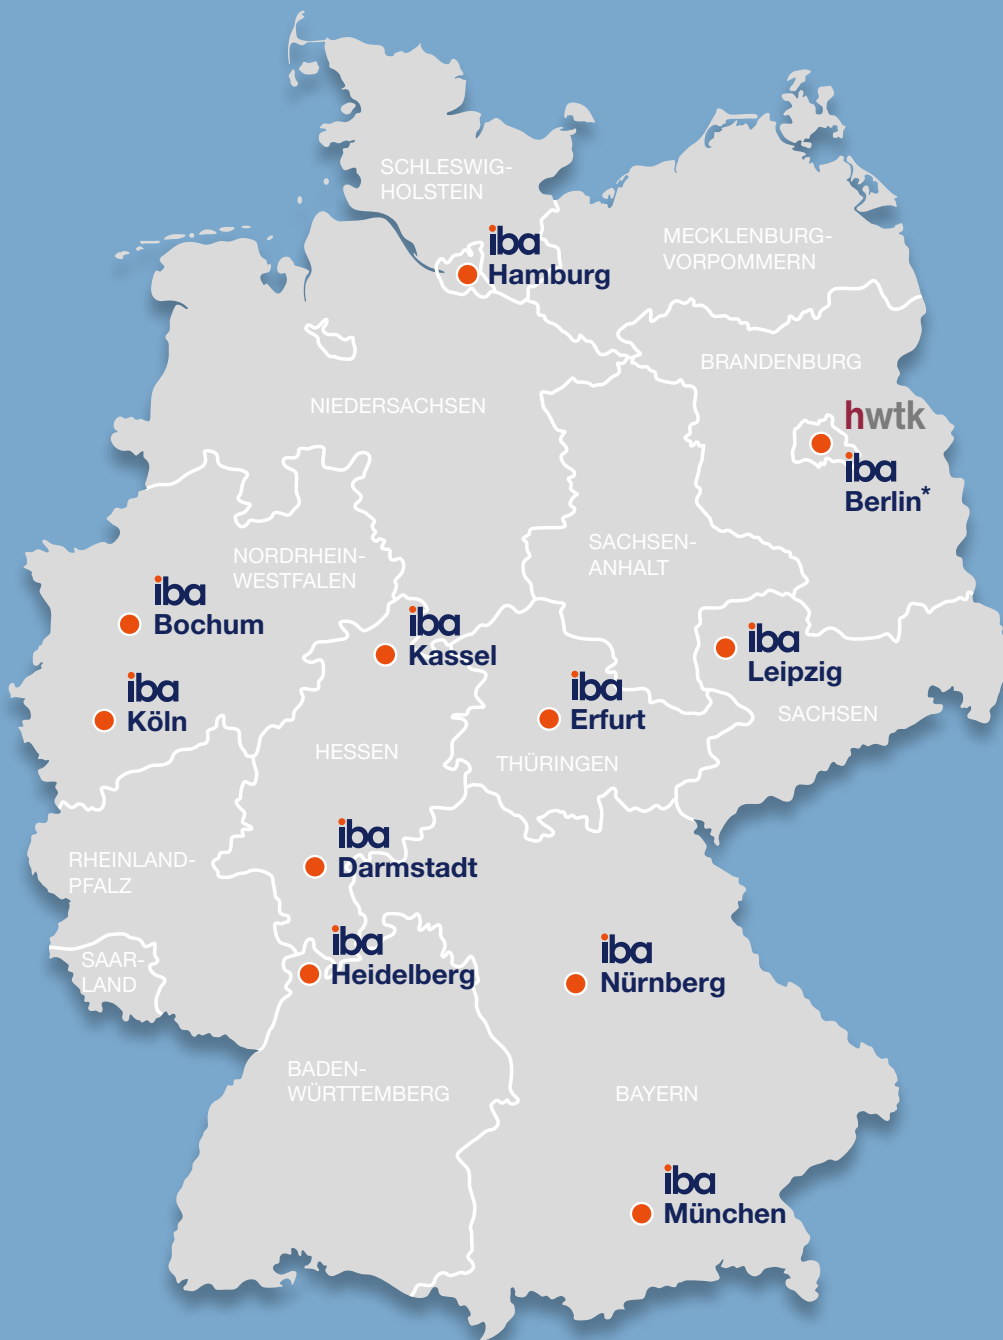 SCHLESWIG-
HOLSTEIN
iba
Hamburg
MECKLENBURG-
VORPOMMERN
BRANDENBURG
NIEDERSACHSEN
hwtk
iba
Berlin*
SACHSEN-
ANHALT
NORDRHEIN-
WESTFALEN
iba
Bochum
iba
Kassel
iba
Leipzig
iba
Köln
iba
Erfurt
SACHSEN
HESSEN
THÜRINGEN
iba
Darmstadt
RHEINLAND-
PFALZ
iba
Heidelberg
iba
Nürnberg
SAAR-
LAND
BADEN-
WÜRTTEMBERG
BAYERN
iba
München